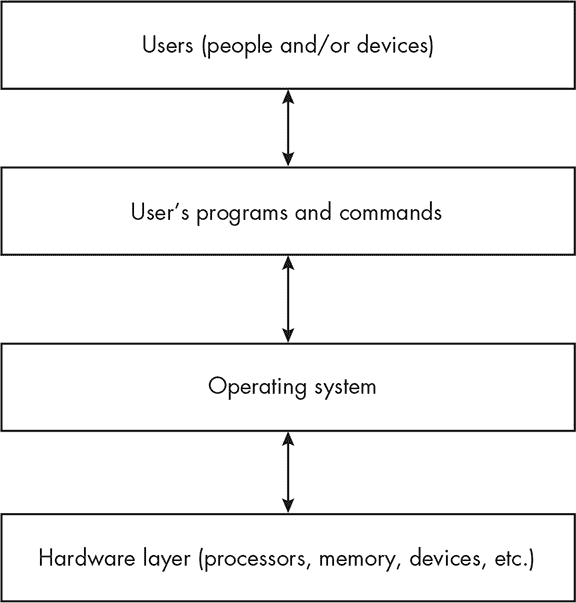 Users (people and/or devices)
User’s programs and commands
Operating system
Hardware layer (processors, memory, devices, etc.)